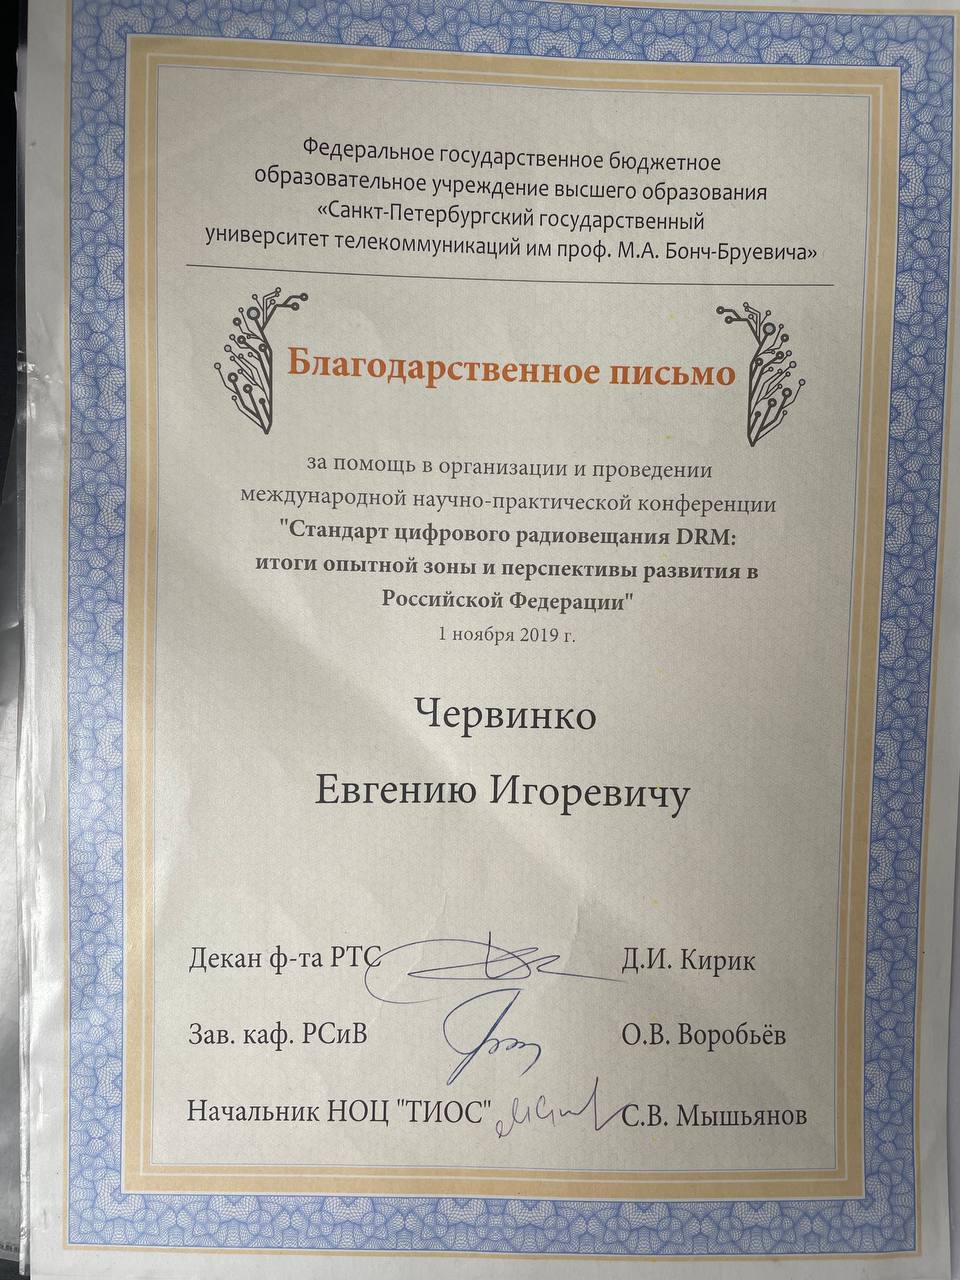 Федеральное государственное бюджетное
образовательное учреждение высшего образования
«Санкт-Петербургский государственный
университет телекоммуникаций им проф. М.А. Бонч-Бруевича»
Благодарственное письмо
за помощь в организации и проведении
международной научно-практической конференции
"Стандарт цифрового радиовещания DRM:
итоги опытной зоны и перспективы развития в
Российской Федерации"
1 ноября 2019 г.
Червинко
Евгению Игоревичу
Декан ф-та РТС Д.И. Кирик
Зав. каф. РСиВ О.В. Воробьёв
Начальник НОЦ "ТИОС" С.В. Мышьянов